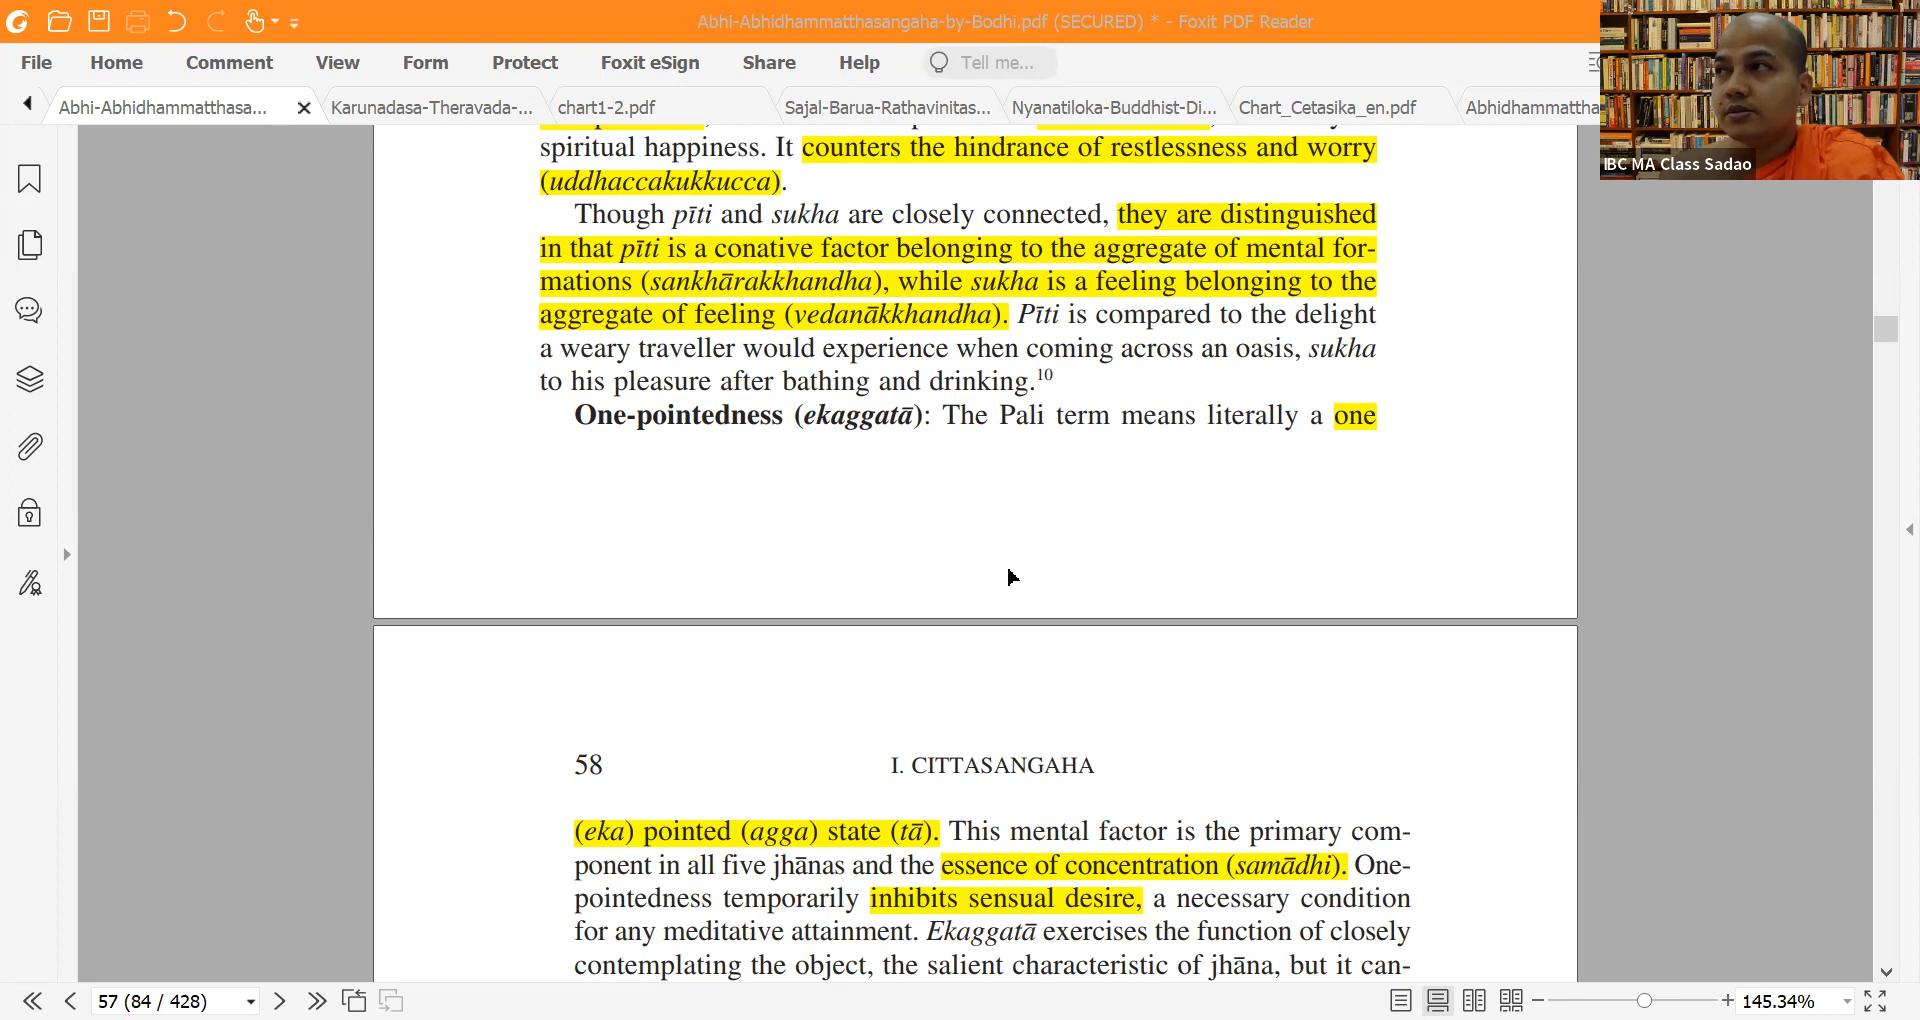 Abhi-Abhidhammatthasangaha-by-Bodhi.pdf (SECURED) * - Foxit PDF Reader
File Home Comment View Form Protect Foxit eSign Share Help Tell me...
Abhi-Abhidhammatthasa... Karunadasa-Theravada-... chart1-2.pdf Sajal-Barua-Rathavinitas... Nyanatiloka-Buddhist-Di... Chart_Cetasika_en.pdf Abhidhammattha
IBC MA Class Sadao
spiritual happiness. It counters the hindrance of restlessness and worry
(uddhaccakukkucca).
Though pīti and sukha are closely connected, they are distinguished
in that pīti is a conative factor belonging to the aggregate of mental for-
mations (sankhārakkhandha), while sukha is a feeling belonging to the
aggregate of feeling (vedanākkhandha). Pīti is compared to the delight
a weary traveller would experience when coming across an oasis, sukha
to his pleasure after bathing and drinking.10
One-pointedness (ekaggatā): The Pali term means literally a one
58 I. CITTASANGAHA
(eka) pointed (agga) state (tā). This mental factor is the primary com-
ponent in all five jhānas and the essence of concentration (samādhi). One-
pointedness temporarily inhibits sensual desire, a necessary condition
for any meditative attainment. Ekaggatā exercises the function of closely
contemplating the object, the salient characteristic of jhāna, but it can-
57 (84 / 428) 145.34%